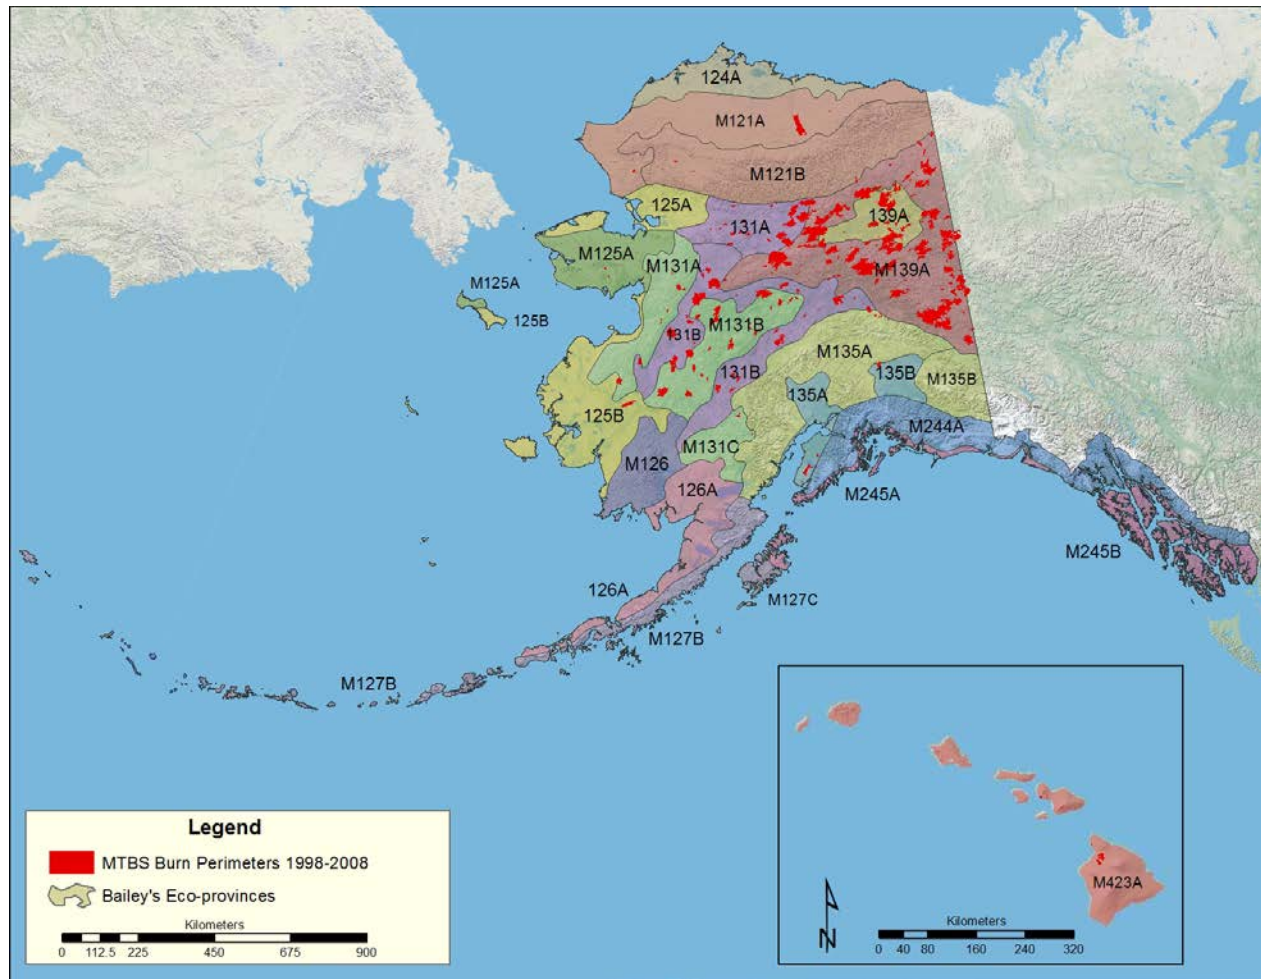 124A
M121A
M121B
125A
131A
139A
M125A
M131A
M139A
M125A
125B
131B
M131B
M135A
131B
135B
M135B
135A
125B
M244A
M131C
M126
126A
M245A
M245B
126A
M127C
M127B
M127B
Legend
MTBS Burn Perimeters 1998-2008
Bailey's Eco-provinces
Kilometers
0 112.5 225 450 675 900
M423A
N
Kilometers
0 40 80 160 240 320